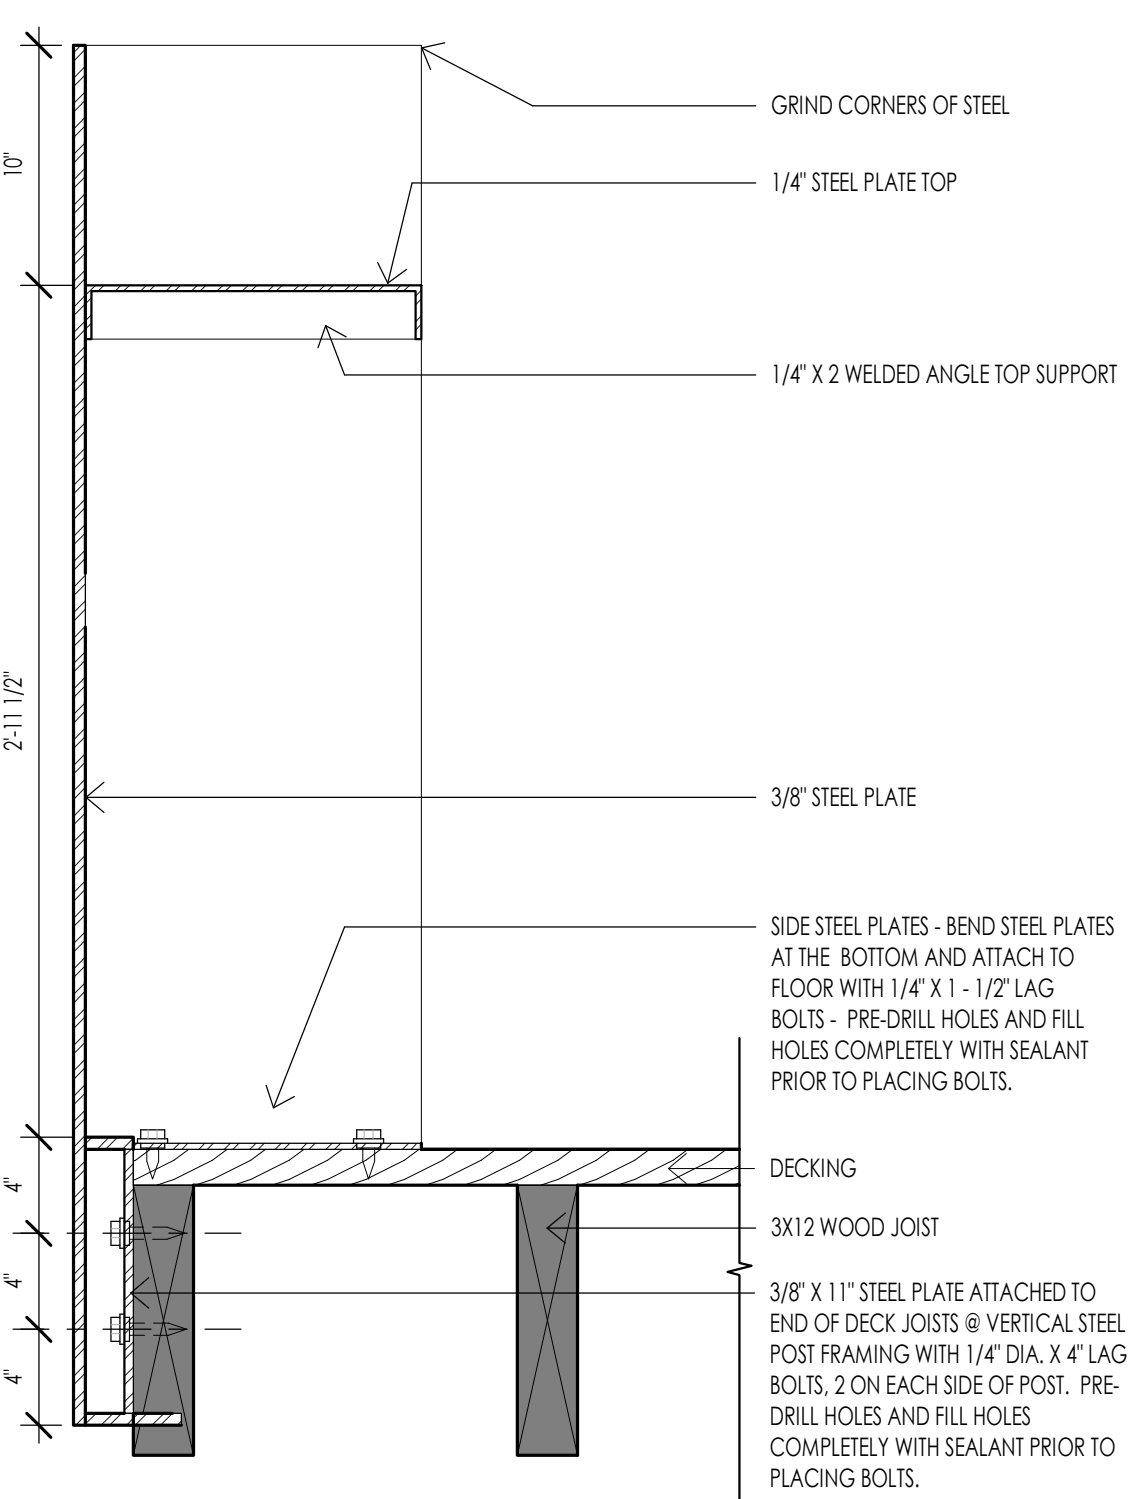 GRIND CORNERS OF STEEL
10"
1/4" STEEL PLATE TOP
1/4" X 2 WELDED ANGLE TOP SUPPORT
2'-11 1/2"
3/8" STEEL PLATE
SIDE STEEL PLATES - BEND STEEL PLATES
AT THE BOTTOM AND ATTACH TO
FLOOR WITH 1/4" X 1 - 1/2" LAG
BOLTS - PRE-DRILL HOLES AND FILL
HOLES COMPLETELY WITH SEALANT
PRIOR TO PLACING BOLTS.
DECKING
4"
3X12 WOOD JOIST
4"
3/8" X 11" STEEL PLATE ATTACHED TO
END OF DECK JOISTS @ VERTICAL STEEL
POST FRAMING WITH 1/4" DIA. X 4" LAG
BOLTS, 2 ON EACH SIDE OF POST. PRE-
DRILL HOLES AND FILL HOLES
COMPLETELY WITH SEALANT PRIOR TO
PLACING BOLTS.
4"